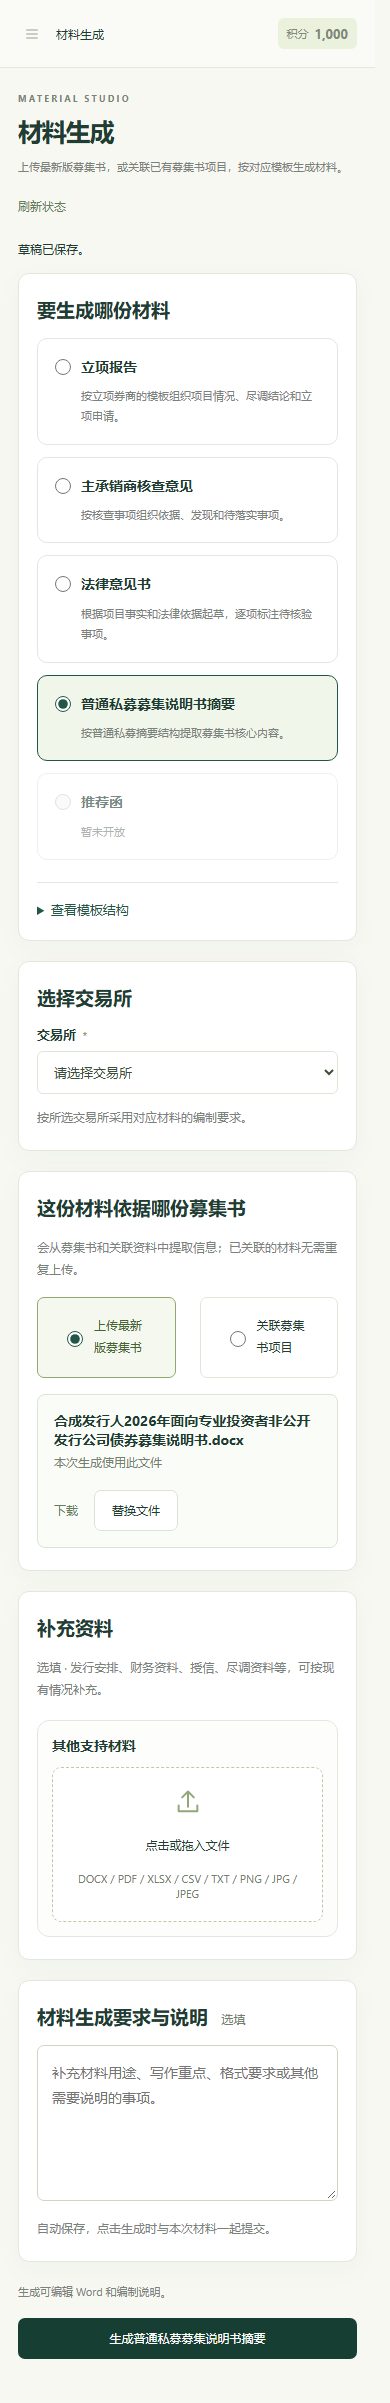 材料生成
积分 1,000
MATERIAL STUDIO
材料生成
上传最新版募集书，或关联已有募集书项目，按对应模板生成材料。
刷新状态
草稿已保存。
要生成哪份材料
立项报告
按立项券商的模板组织项目情况、尽调结论和立
项申请。
主承销商核查意见
按核查事项组织依据、发现和待落实事项。
法律意见书
根据项目事实和法律依据起草，逐项标注待核验
事项。
普通私募募集说明书摘要
按普通私募摘要结构提取募集书核心内容。
推荐函
暂未开放
查看模板结构
选择交易所
交易所 *
请选择交易所
按所选交易所采用对应材料的编制要求。
这份材料依据哪份募集书
会从募集书和关联资料中提取信息；已关联的材料无需重
复上传。
上传最新
版募集书
关联募集
书项目
合成发行人2026年面向专业投资者非公开
发行公司债券募集说明书.docx
本次生成使用此文件
下载 替换文件
补充资料
选填 · 发行安排、财务资料、授信、尽调资料等，可按现
有情况补充。
其他支持材料
点击或拖入文件
DOCX / PDF / XLSX / CSV / TXT / PNG / JPG /
JPEG
材料生成要求与说明 选填
补充材料用途、写作重点、格式要求或其他
需要说明的事项。
自动保存，点击生成时与本次材料一起提交。
生成可编辑 Word 和编制说明。
生成普通私募募集说明书摘要